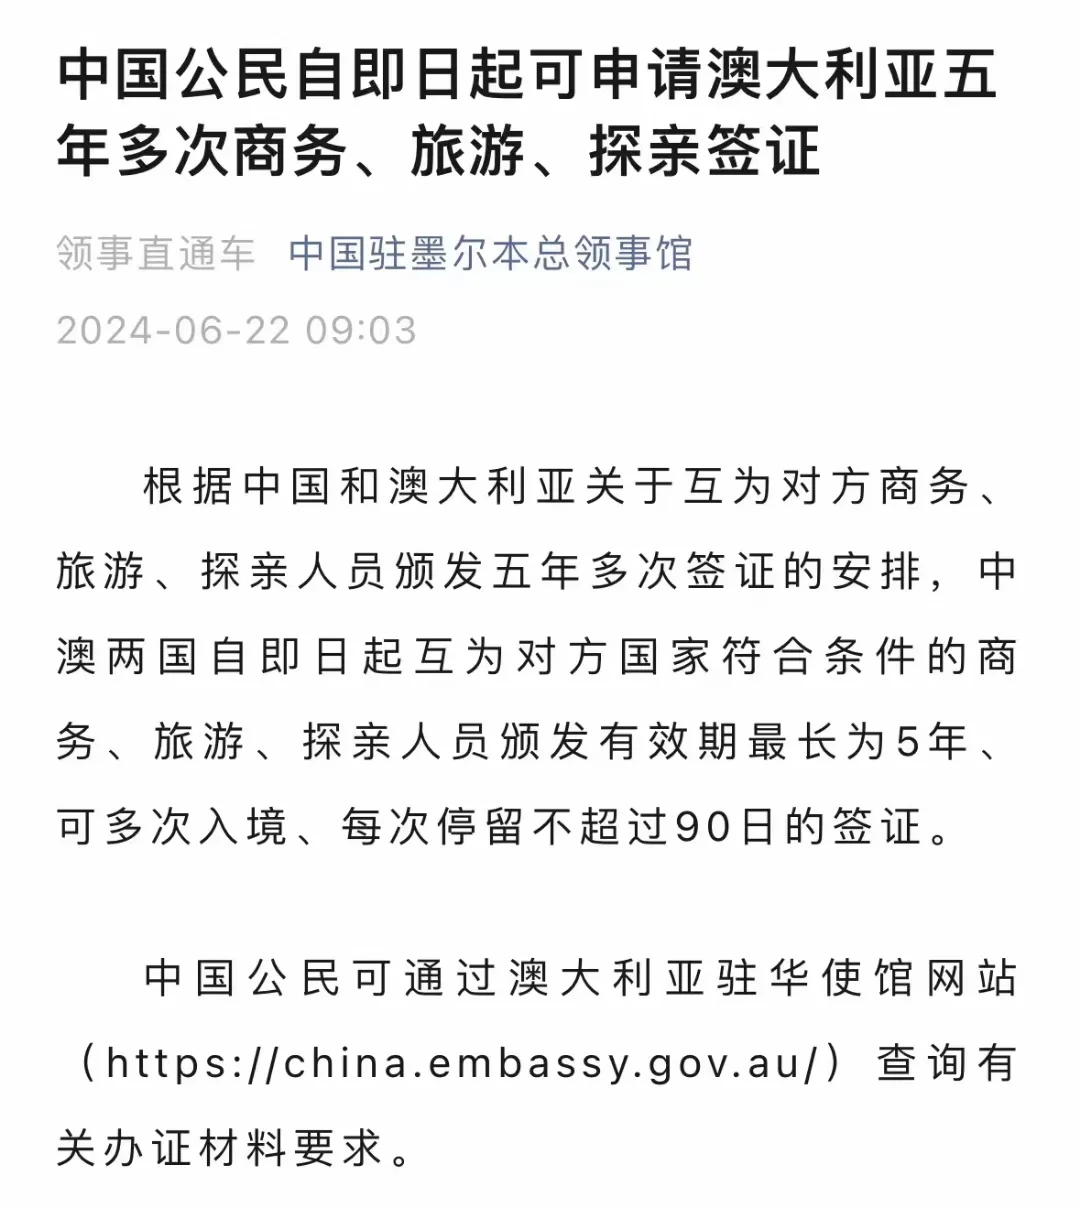 中国公民自即日起可申请澳大利亚五
年多次商务、旅游、探亲签证
领事直通车 中国驻墨尔本总领事馆
2024-06-22 09:03
根据中国和澳大利亚关于互为对方商务、
旅游、探亲人员颁发五年多次签证的安排，中
澳两国自即日起互为对方国家符合条件的商
务、旅游、探亲人员颁发有效期最长为5年、
可多次入境、每次停留不超过90日的签证。
中国公民可通过澳大利亚驻华使馆网站
（https://china.embassy.gov.au/）查询有
关办证材料要求。